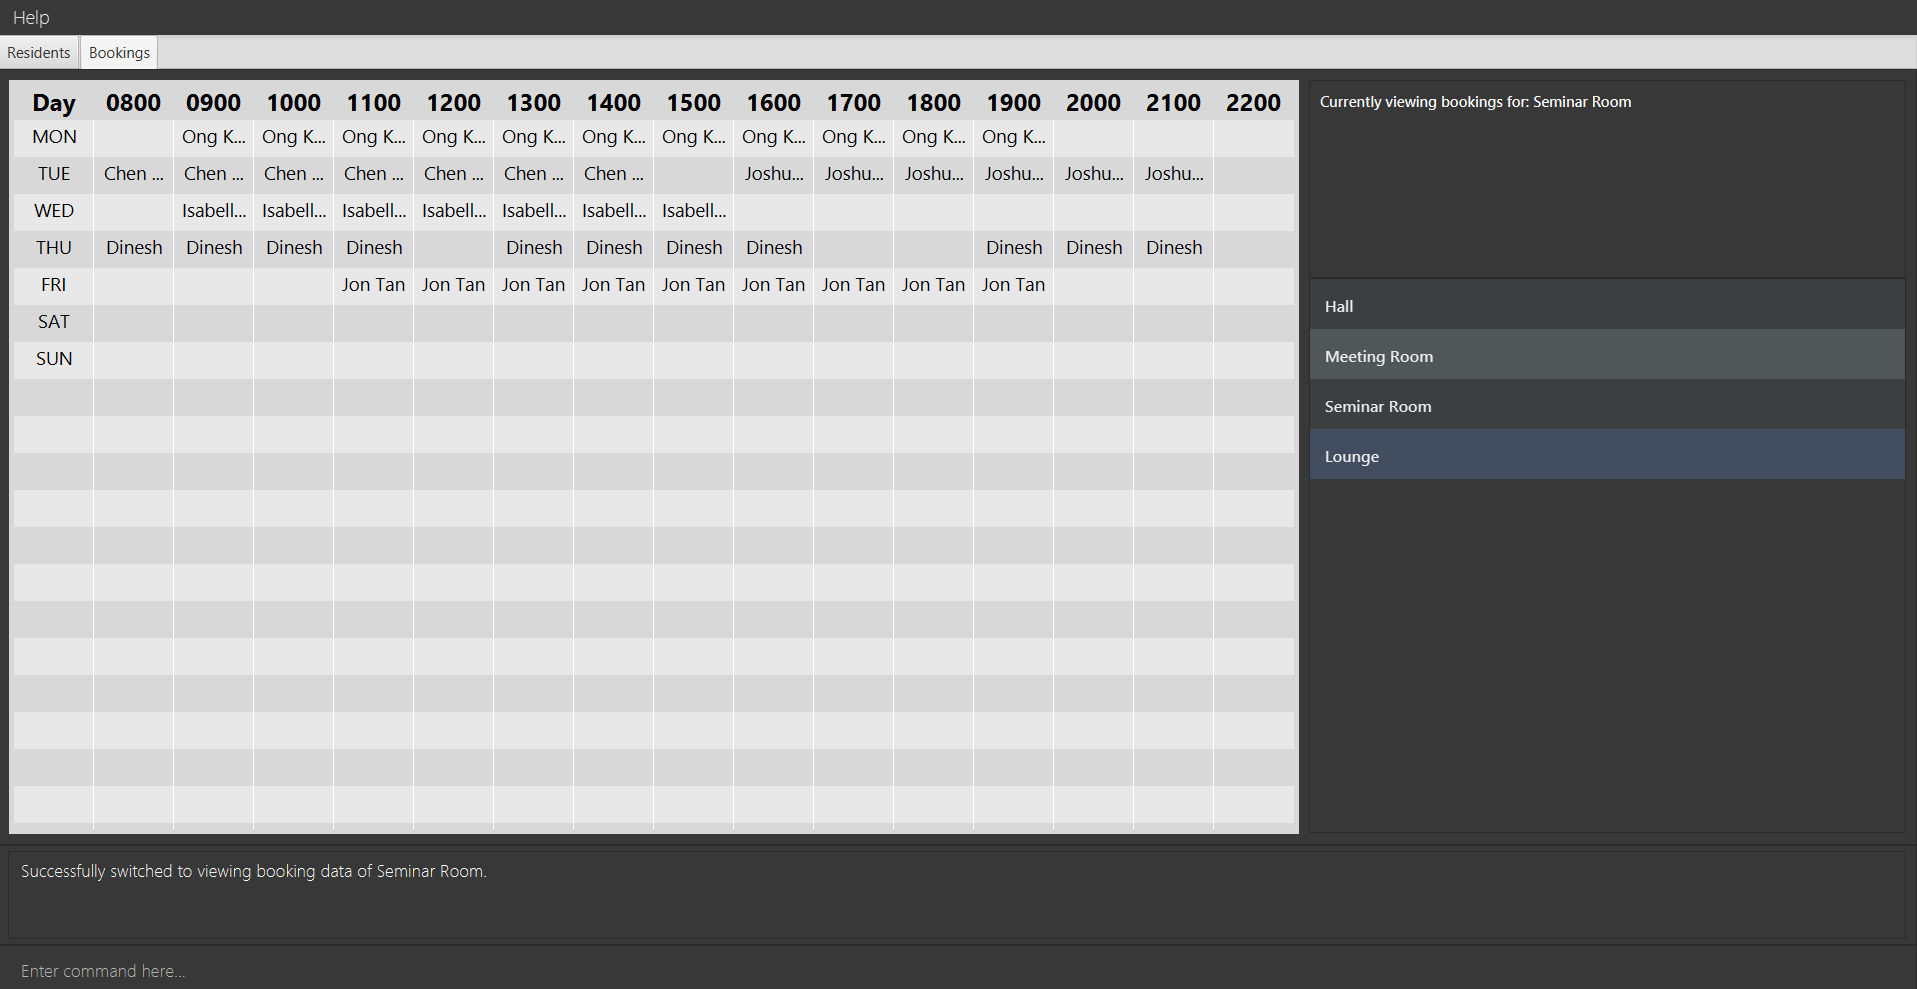 Help
Residents Bookings
Day 0800 0900 1000 1100 1200 1300 1400 1500 1600 1700 1800 1900 2000 2100 2200
MON Ong K... Ong K... Ong K... Ong K... Ong K... Ong K... Ong K... Ong K... Ong K... Ong K... Ong K...
TUE Chen ... Chen ... Chen ... Chen ... Chen ... Chen ... Chen ... Joshu... Joshu... Joshu... Joshu... Joshu... Joshu...
WED Isabell... Isabell... Isabell... Isabell... Isabell... Isabell... Isabell...
THU Dinesh Dinesh Dinesh Dinesh Dinesh Dinesh Dinesh Dinesh Dinesh Dinesh Dinesh
FRI Jon Tan Jon Tan Jon Tan Jon Tan Jon Tan Jon Tan Jon Tan Jon Tan Jon Tan
SAT
SUN
Currently viewing bookings for: Seminar Room
Hall
Meeting Room
Seminar Room
Lounge
Successfully switched to viewing booking data of Seminar Room.
Enter command here...